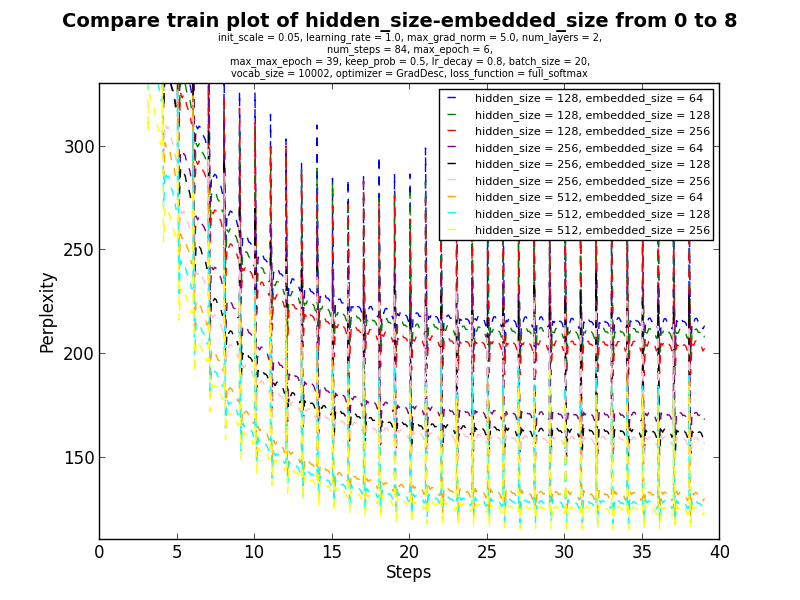 Compare train plot of hidden_size-embedded_size from 0 to 8
init_scale = 0.05, learning_rate = 1.0, max_grad_norm = 5.0, num_layers = 2,
num_steps = 84, max_epoch = 6,
max_max_epoch = 39, keep_prob = 0.5, lr_decay = 0.8, batch_size = 20,
vocab_size = 10002, optimizer = GradDesc, loss_function = full_softmax
hidden_size = 128, embedded_size = 64
hidden_size = 128, embedded_size = 128
hidden_size = 128, embedded_size = 256
hidden_size = 256, embedded_size = 64
hidden_size = 256, embedded_size = 128
hidden_size = 256, embedded_size = 256
hidden_size = 512, embedded_size = 64
hidden_size = 512, embedded_size = 128
hidden_size = 512, embedded_size = 256
Perplexity
300
250
200
150
0 5 10 15 20 25 30 35 40
Steps